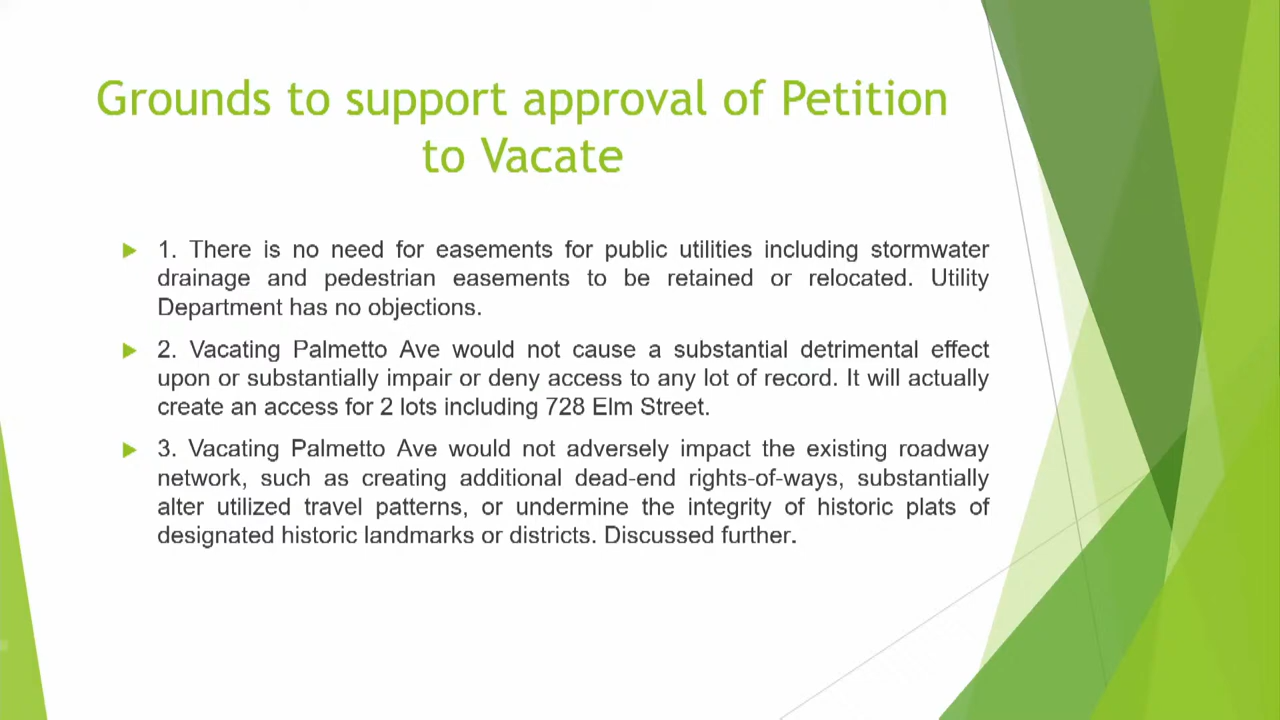 Grounds to support approval of Petition
to Vacate
1. There is no need for easements for public utilities including stormwater
drainage and pedestrian easements to be retained or relocated. Utility
Department has no objections.
2. Vacating Palmetto Ave would not cause a substantial detrimental effect
upon or substantially impair or deny access to any lot of record. It will actually
create an access for 2 lots including 728 Elm Street.
3. Vacating Palmetto Ave would not adversely impact the existing roadway
network, such as creating additional dead-end rights-of-ways, substantially
alter utilized travel patterns, or undermine the integrity of historic plats of
designated historic landmarks or districts. Discussed further.